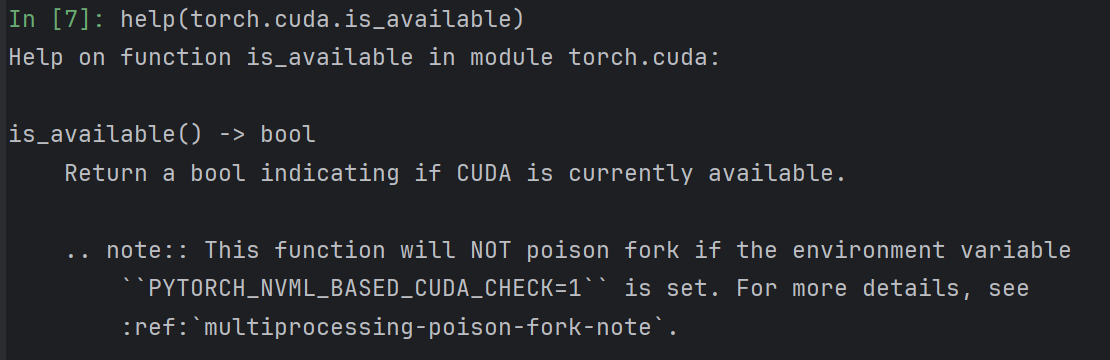 In [7]: help(torch.cuda.is_available)
Help on function is_available in module torch.cuda:
is_available() -> bool
Return a bool indicating if CUDA is currently available.
.. note:: This function will NOT poison fork if the environment variable
``PYTORCH_NVML_BASED_CUDA_CHECK=1`` is set. For more details, see
:ref:`multiprocessing-poison-fork-note`.